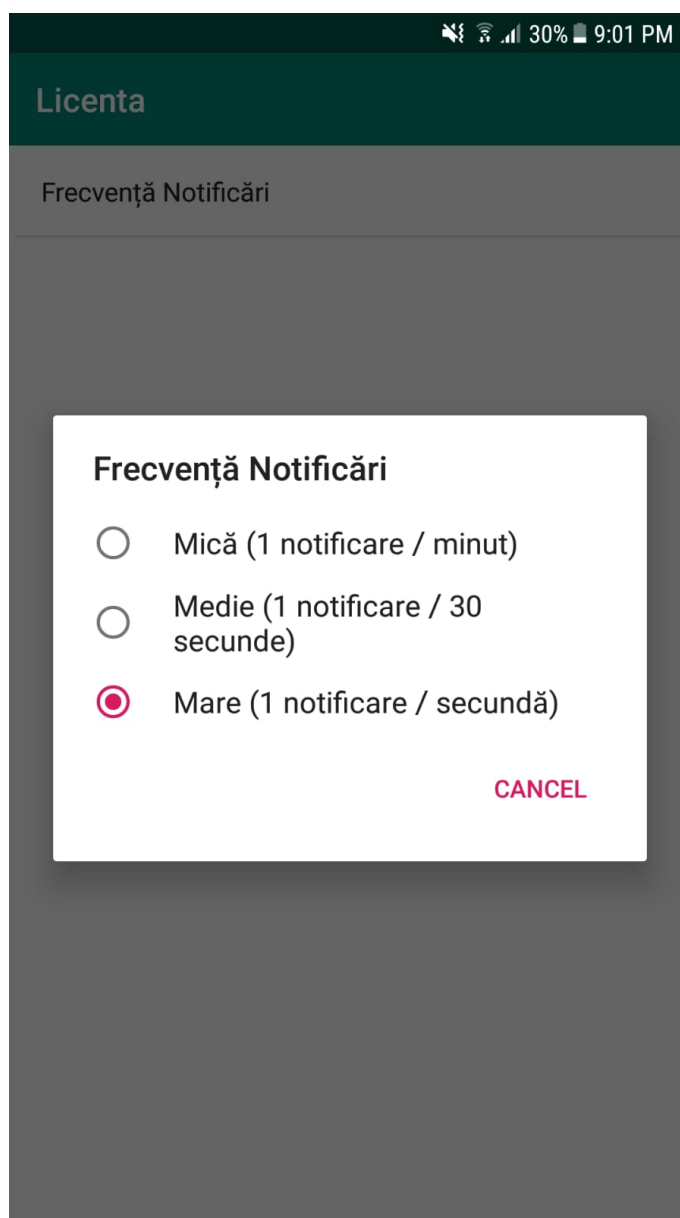 30% 9:01 PM
Licenta
Frecvență Notificări
Frecvență Notificări
Mică (1 notificare / minut)
Medie (1 notificare / 30
secunde)
Mare (1 notificare / secundă)
CANCEL